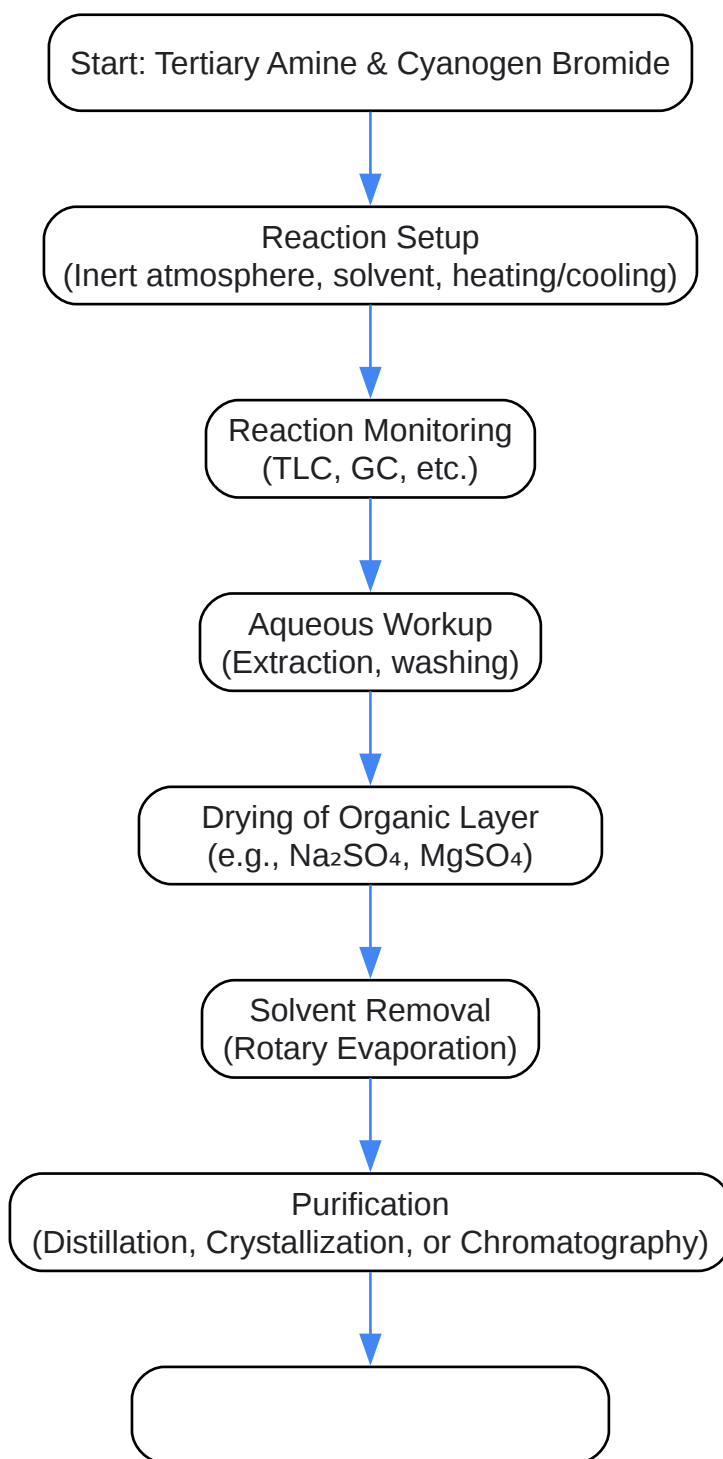 Start: Tertiary Amine & Cyanogen Bromide
Reaction Setup
(Inert atmosphere, solvent, heating/cooling)
Reaction Monitoring
(TLC, GC, etc.)
Aqueous Workup
(Extraction, washing)
Drying of Organic Layer
(e.g., Na₂SO₄, MgSO₄)
Solvent Removal
(Rotary Evaporation)
Purification
(Distillation, Crystallization, or Chromatography)